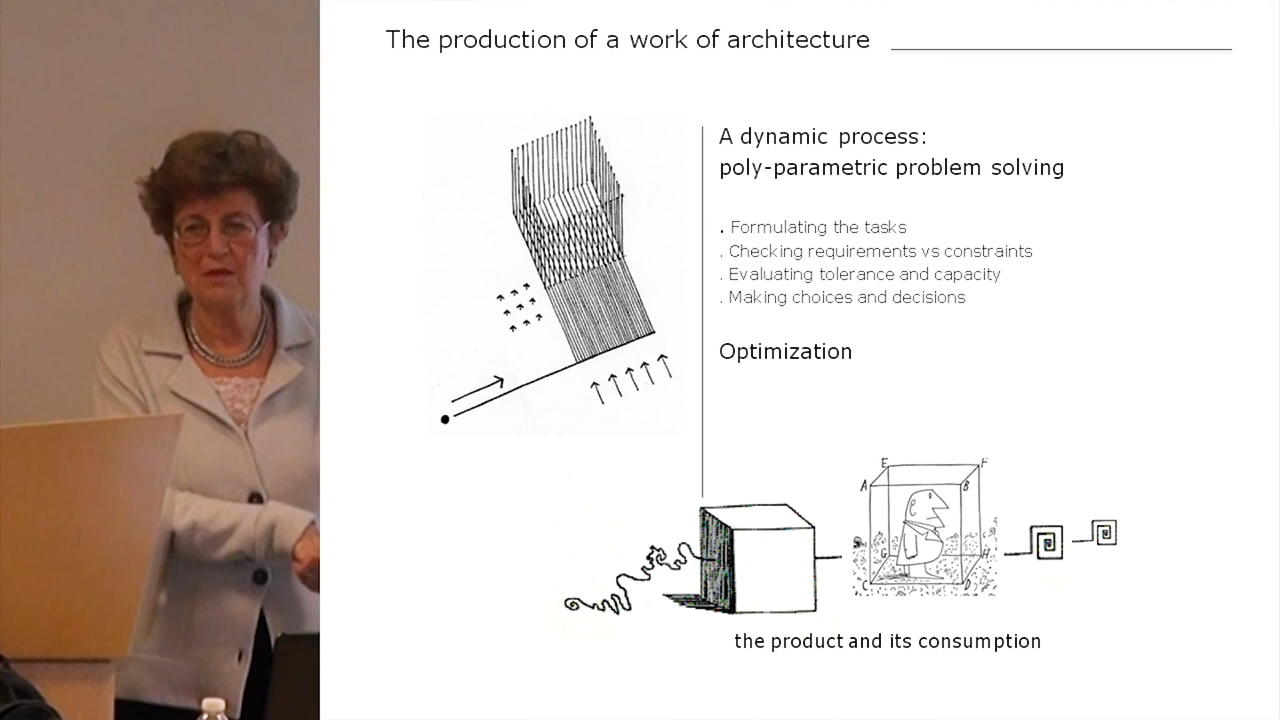 The production of a work of architecture
A dynamic process:
poly-parametric problem solving
. Formulating the tasks
. Checking requirements vs constraints
. Evaluating tolerance and capacity
. Making choices and decisions
Optimization
E F
A B
G H
C D
the product and its consumption